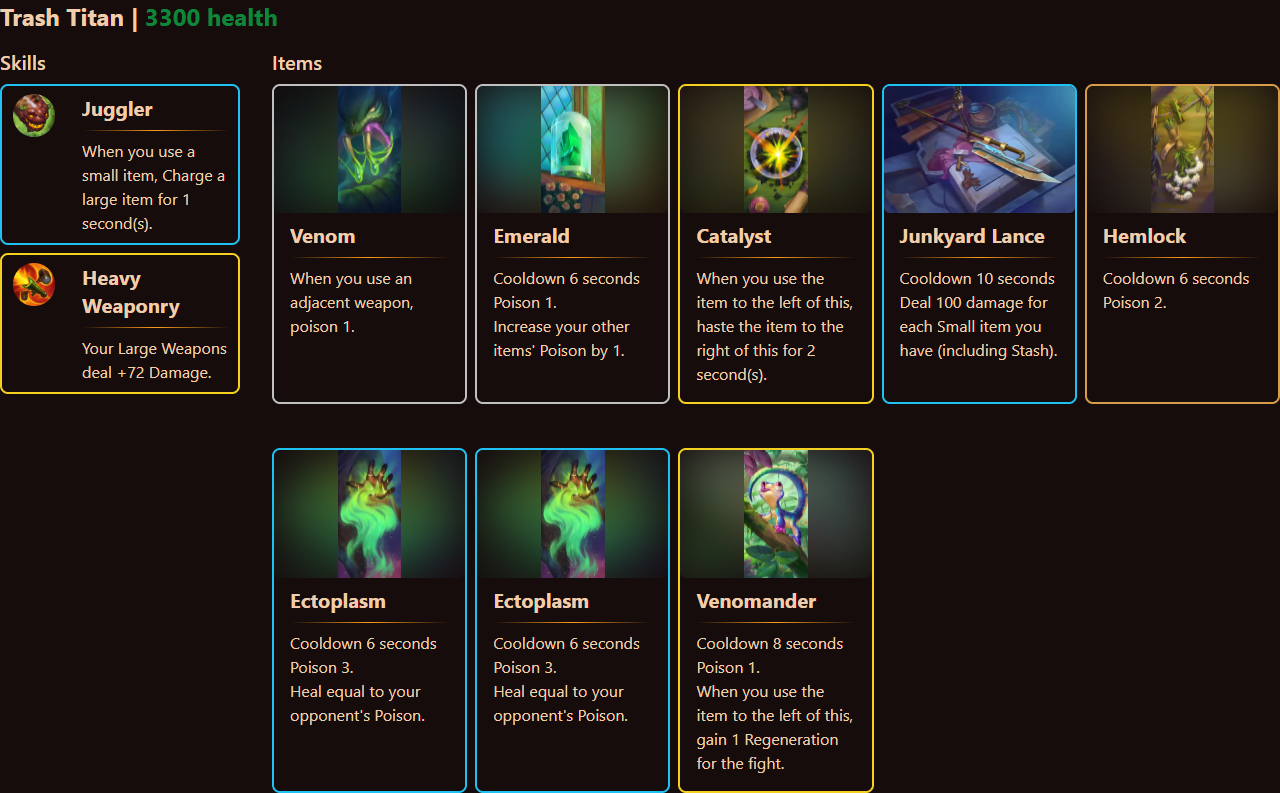 Trash Titan | 3300 health
Skills
Juggler
When you use a
small item, Charge a
large item for 1
second(s).
Heavy
Weaponry
Your Large Weapons
deal +72 Damage.
Items
Venom
When you use an
adjacent weapon,
poison 1.
Emerald
Cooldown 6 seconds
Poison 1.
Increase your other
items' Poison by 1.
Catalyst
When you use the
item to the left of this,
haste the item to the
right of this for 2
second(s).
Junkyard Lance
Cooldown 10 seconds
Deal 100 damage for
each Small item you
have (including Stash).
Hemlock
Cooldown 6 seconds
Poison 2.
Ectoplasm
Cooldown 6 seconds
Poison 3.
Heal equal to your
opponent's Poison.
Ectoplasm
Cooldown 6 seconds
Poison 3.
Heal equal to your
opponent's Poison.
Venomander
Cooldown 8 seconds
Poison 1.
When you use the
item to the left of this,
gain 1 Regeneration
for the fight.